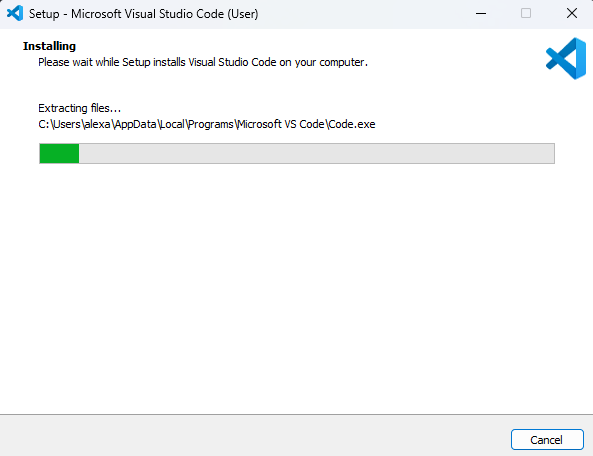 Setup - Microsoft Visual Studio Code (User)
Installing
Please wait while Setup installs Visual Studio Code on your computer.
Extracting files...
C:\Users\alexa\AppData\Local\Programs\Microsoft VS Code\Code.exe
Cancel